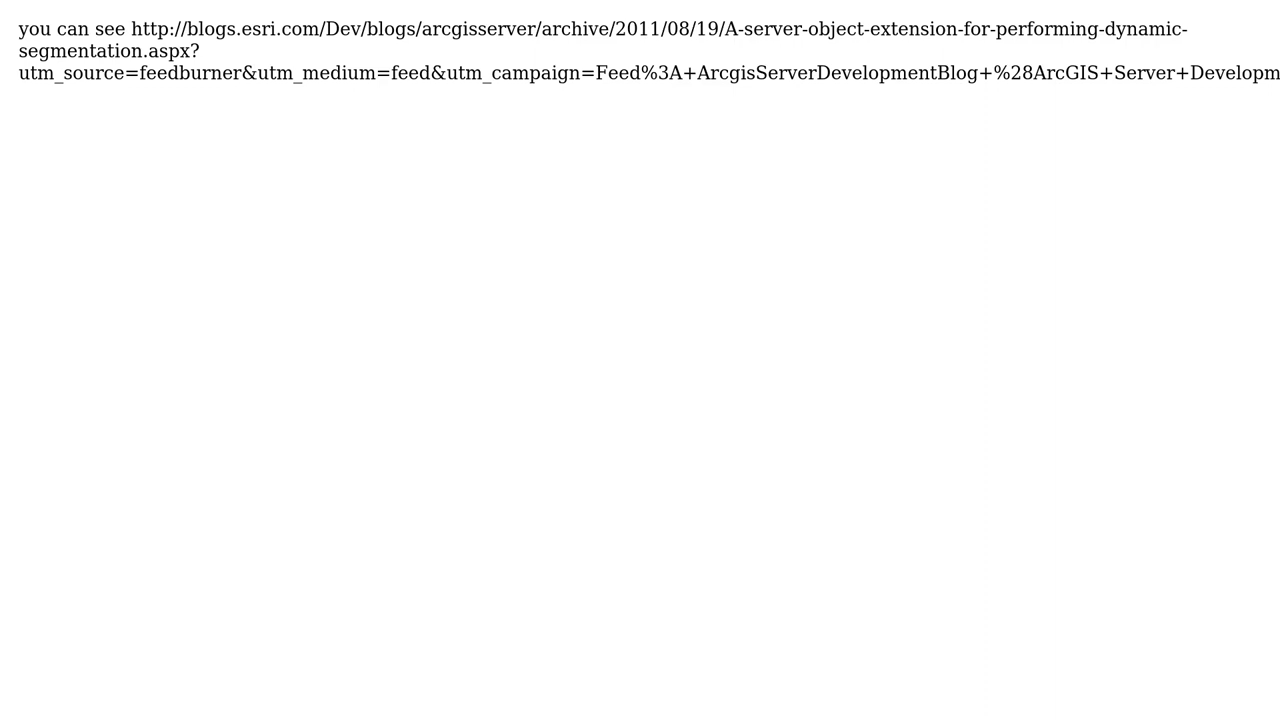 you can see http://blogs.esri.com/Dev/blogs/arcgisserver/archive/2011/08/19/A-server-object-extension-for-performing-dynamic-
segmentation.aspx?
utm_source=feedburner&utm_medium=feed&utm_campaign=Feed%3A+ArcgisServerDevelopmentBlog+%28ArcGIS+Server+Developm